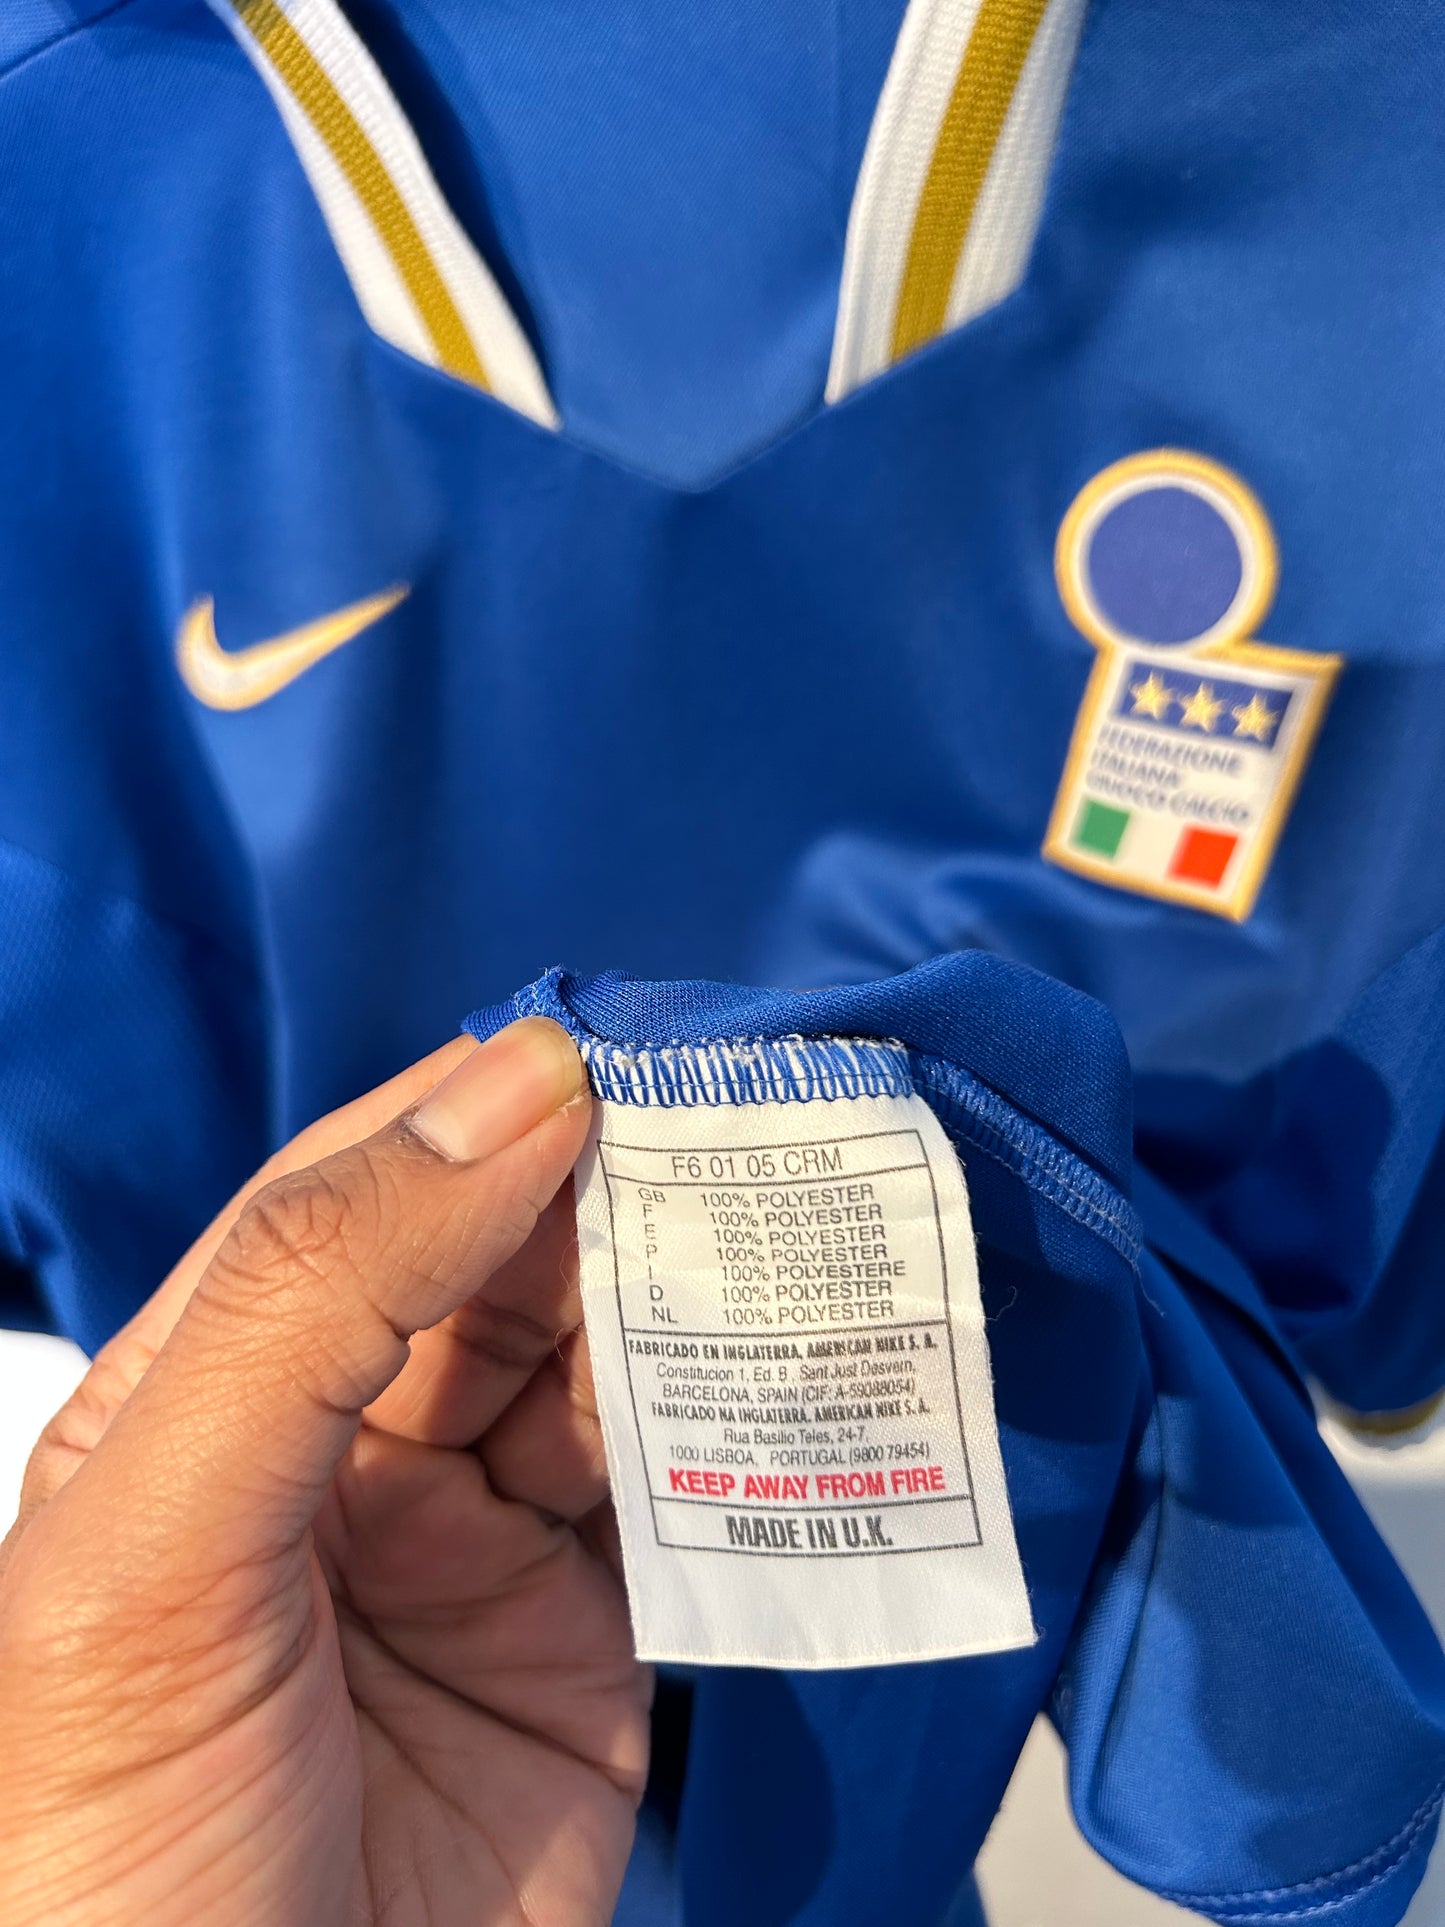 FEDERAZIONE
ITALIANA
GIUOCO CALCIO
F6 01 05 CRM
GB 100% POLYESTER
F 100% POLYESTER
E 100% POLYESTER
P 100% POLYESTER
I 100% POLYESTERE
D 100% POLYESTER
NL 100% POLYESTER
FABRICADO EN INGLATERRA. AMERICAN NIKE S. A.
Constitucion 1, Ed. B , Sant Just Desvern,
BARCELONA, SPAIN (CIF: A-59088054)
FABRICADO NA INGLATERRA. AMERICAN NIKE S. A.
Rua Basilio Teles, 24-7,
1000 LISBOA, PORTUGAL (9800 79454)
KEEP AWAY FROM FIRE
MADE IN U.K.